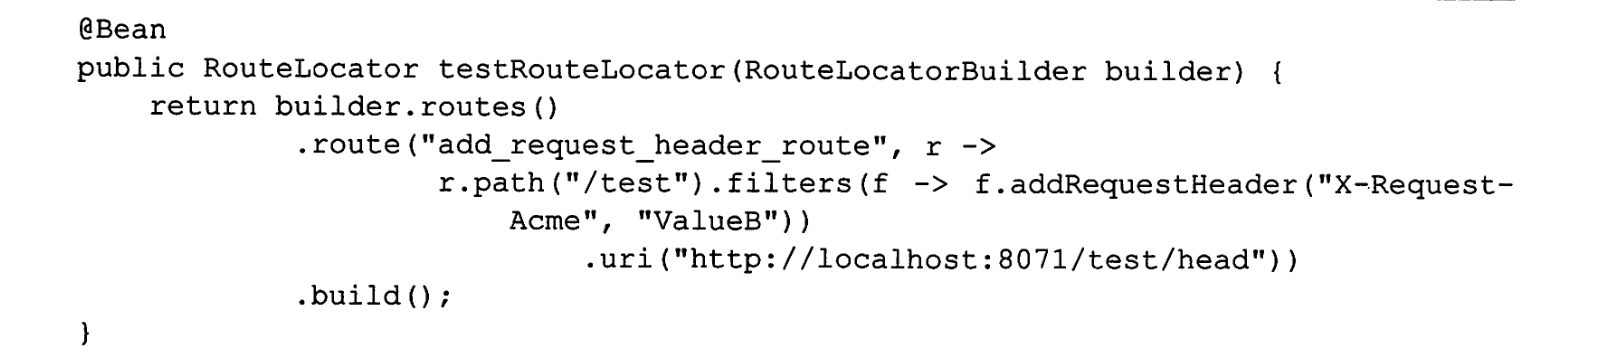 @Bean
public RouteLocator testRouteLocator(RouteLocatorBuilder builder) {
return builder.routes()
.route("add_request_header_route", r ->
r.path("/test").filters(f -> f.addRequestHeader("X-Request-
Acme", "ValueB"))
.uri("http://localhost:8071/test/head"))
.build();
}